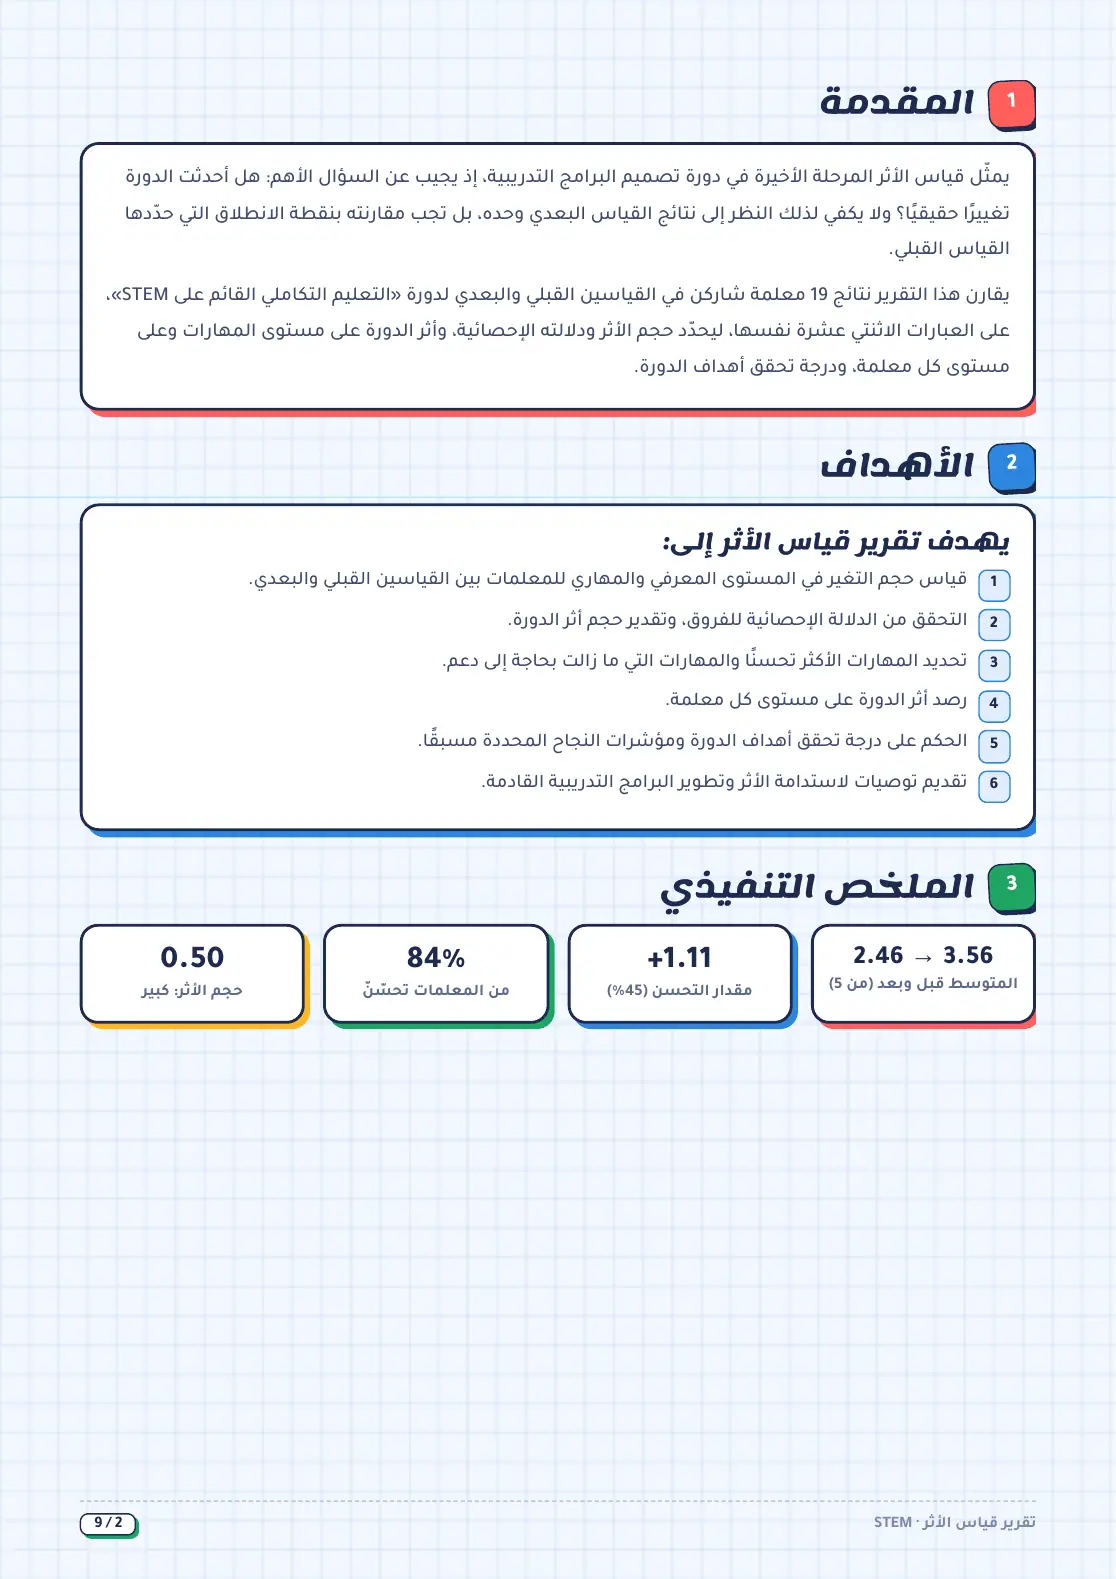 1 المقدمة
يمثّل قياس الأثر المرحلة الأخيرة في دورة تصميم البرامج التدريبية، إذ يجيب عن السؤال الأهم: هل أحدثت الدورة
تغييرًا حقيقيًا؟ ولا يكفي لذلك النظر إلى نتائج القياس البعدي وحده، بل تجب مقارنته بنقطة الانطلاق التي حدّدها
القياس القبلي.
يقارن هذا التقرير نتائج 19 معلمة شاركن في القياسين القبلي والبعدي لدورة «التعليم التكاملي القائم على STEM»،
على العبارات الاثنتي عشرة نفسها، ليحدّد حجم الأثر ودلالته الإحصائية، وأثر الدورة على مستوى المهارات وعلى
مستوى كل معلمة، ودرجة تحقق أهداف الدورة.
2 الأهداف
يهدف تقرير قياس الأثر إلى:
1 قياس حجم التغير في المستوى المعرفي والمهاري للمعلمات بين القياسين القبلي والبعدي.
2 التحقق من الدلالة الإحصائية للفروق، وتقدير حجم أثر الدورة.
3 تحديد المهارات الأكثر تحسنًا والمهارات التي ما زالت بحاجة إلى دعم.
4 رصد أثر الدورة على مستوى كل معلمة.
5 الحكم على درجة تحقق أهداف الدورة ومؤشرات النجاح المحددة مسبقًا.
6 تقديم توصيات لاستدامة الأثر وتطوير البرامج التدريبية القادمة.
3 الملخص التنفيذي
2.46 → 3.56
المتوسط قبل وبعد (من 5)
+1.11
مقدار التحسن (45%)
84%
من المعلمات تحسّنّ
0.50
حجم الأثر: كبير
تقرير قياس الأثر · STEM
9 / 2